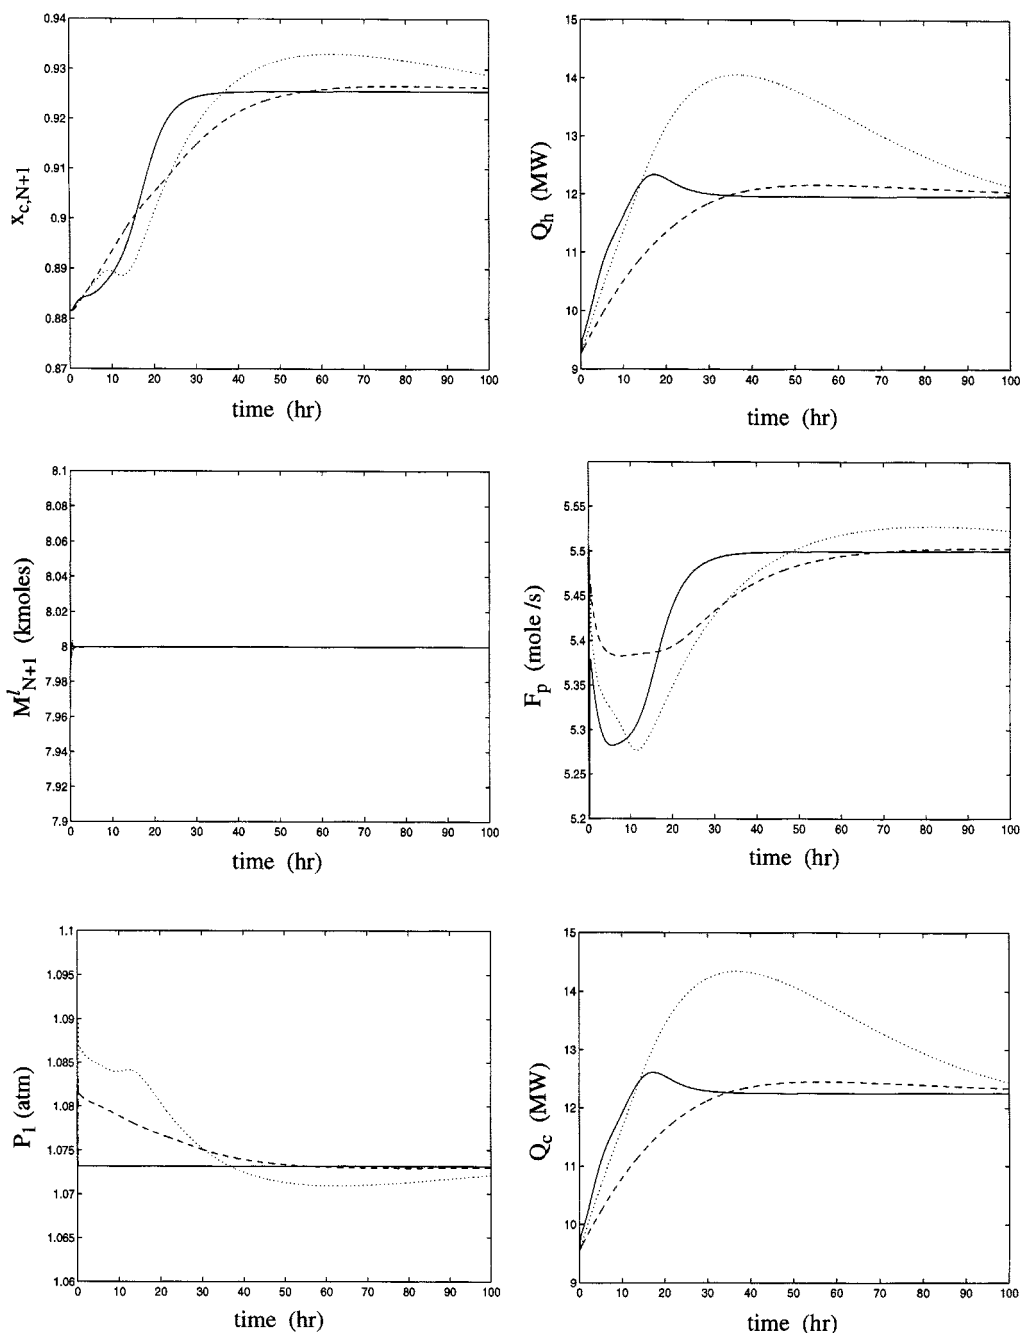 0.94
0.93
0.92
0.91
0.9
0.89
0.88
0.87
x_c,N+1
0 10 20 30 40 50 60 70 80 90 100
time (hr)
15
14
13
12
11
10
9
Q_h (MW)
0 10 20 30 40 50 60 70 80 90 100
time (hr)
8.1
8.08
8.06
8.04
8.02
8
7.98
7.96
7.94
7.92
7.9
M^l_N+1 (kmoles)
0 10 20 30 40 50 60 70 80 90 100
time (hr)
5.55
5.5
5.45
5.4
5.35
5.3
5.25
5.2
F_p (mole /s)
0 10 20 30 40 50 60 70 80 90 100
time (hr)
1.1
1.095
1.09
1.085
1.08
1.075
1.07
1.065
1.06
P_1 (atm)
0 10 20 30 40 50 60 70 80 90 100
time (hr)
15
14
13
12
11
10
9
Q_c (MW)
0 10 20 30 40 50 60 70 80 90 100
time (hr)